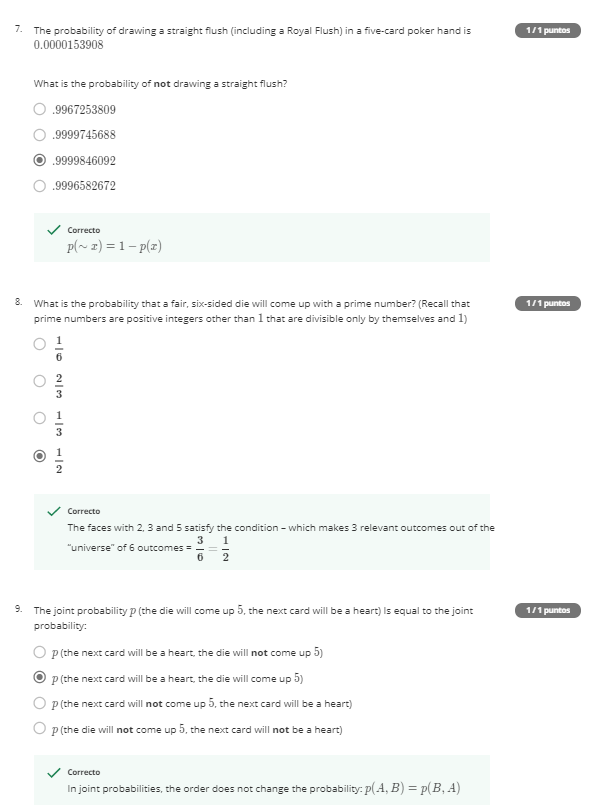 7. The probability of drawing a straight flush (including a Royal Flush) in a five-card poker hand is
0.0000153908
1 / 1 puntos
What is the probability of not drawing a straight flush?
.9967253809
.9999745688
.9999846092
.9996582672
Correcto
p(∼ x) = 1 − p(x)
8. What is the probability that a fair, six-sided die will come up with a prime number? (Recall that
prime numbers are positive integers other than 1 that are divisible only by themselves and 1)
1 / 1 puntos
1/6
2/3
1/3
1/2
Correcto
The faces with 2, 3 and 5 satisfy the condition – which makes 3 relevant outcomes out of the
"universe" of 6 outcomes = 3/6 = 1/2
9. The joint probability p (the die will come up 5, the next card will be a heart) Is equal to the joint
probability:
1 / 1 puntos
p (the next card will be a heart, the die will not come up 5)
p (the next card will be a heart, the die will come up 5)
p (the next card will not come up 5, the next card will be a heart)
p (the die will not come up 5, the next card will not be a heart)
Correcto
In joint probabilities, the order does not change the probability: p(A, B) = p(B, A)